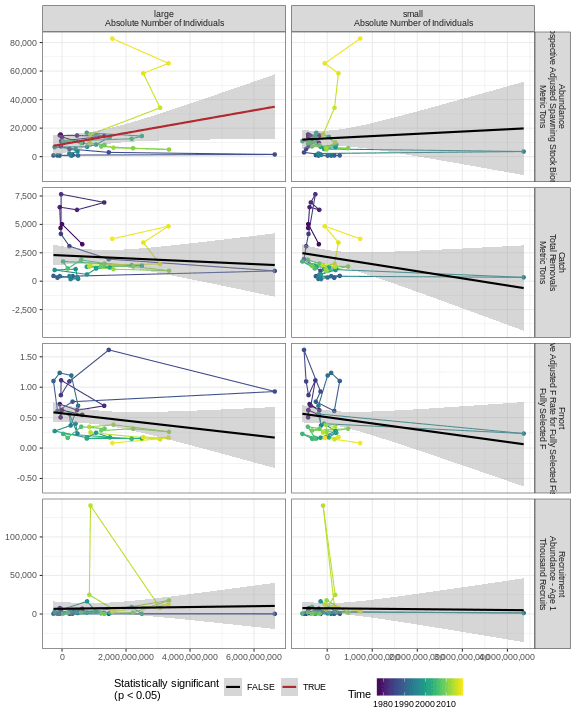 large
Absolute Number of Individuals
small
Absolute Number of Individuals
80,000
60,000
40,000
20,000
0
Abundance
Adjusted Spawning Stock
Metric Tons
7,500
5,000
2,500
0
-2,500
Catch
Total Removals
Metric Tons
1.50
1.00
0.50
0.00
-0.50
Fmort
Adjusted F Rate for Fully Selected
Fully Selected F
100,000
50,000
0
Recruitment
Abundance - Age 1
Thousand Recruits
0
2,000,000,000
4,000,000,000
6,000,000,000
0
1,000,000,000
2,000,000,000
3,000,000,000
4,000,000,000
Statistically significant
(p < 0.05)
FALSE
TRUE
Time
1980 1990 2000 2010